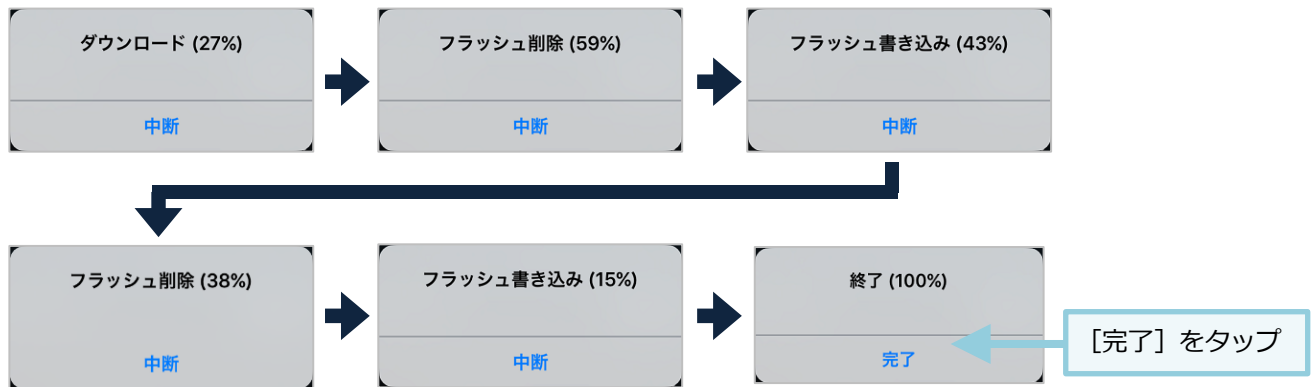 ダウンロード (27%)
中断
フラッシュ削除 (59%)
中断
フラッシュ書き込み (43%)
中断
フラッシュ削除 (38%)
中断
フラッシュ書き込み (15%)
中断
終了 (100%)
完了
［完了］をタップ